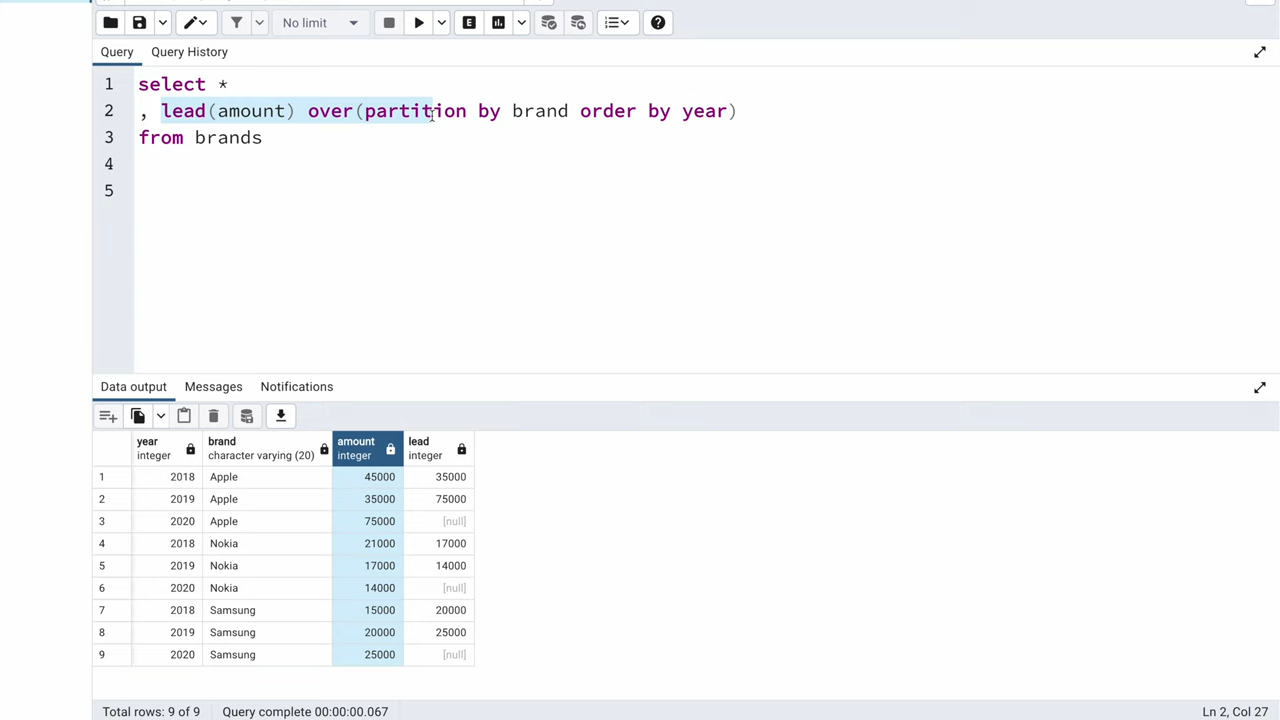 No limit
Query Query History
1 select *
2 , lead(amount) over(partition by brand order by year)
3 from brands
4
5
Data output Messages Notifications
year brand amount lead
integer character varying (20) integer integer
1 2018 Apple 45000 35000
2 2019 Apple 35000 75000
3 2020 Apple 75000 [null]
4 2018 Nokia 21000 17000
5 2019 Nokia 17000 14000
6 2020 Nokia 14000 [null]
7 2018 Samsung 15000 20000
8 2019 Samsung 20000 25000
9 2020 Samsung 25000 [null]
Total rows: 9 of 9 Query complete 00:00:00.067 Ln 2, Col 27